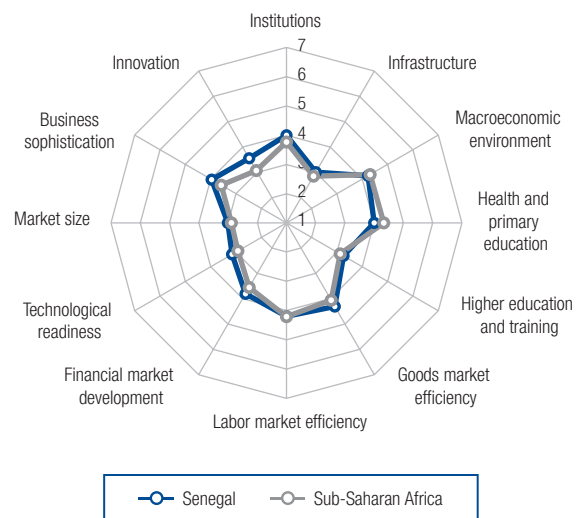 Institutions
Infrastructure
Macroeconomic
environment
Health and
primary
education
Higher education
and training
Goods market
efficiency
Labor market efficiency
Financial market
development
Technological
readiness
Market size
Business
sophistication
Innovation
7
6
5
4
3
2
1
Senegal
Sub-Saharan Africa